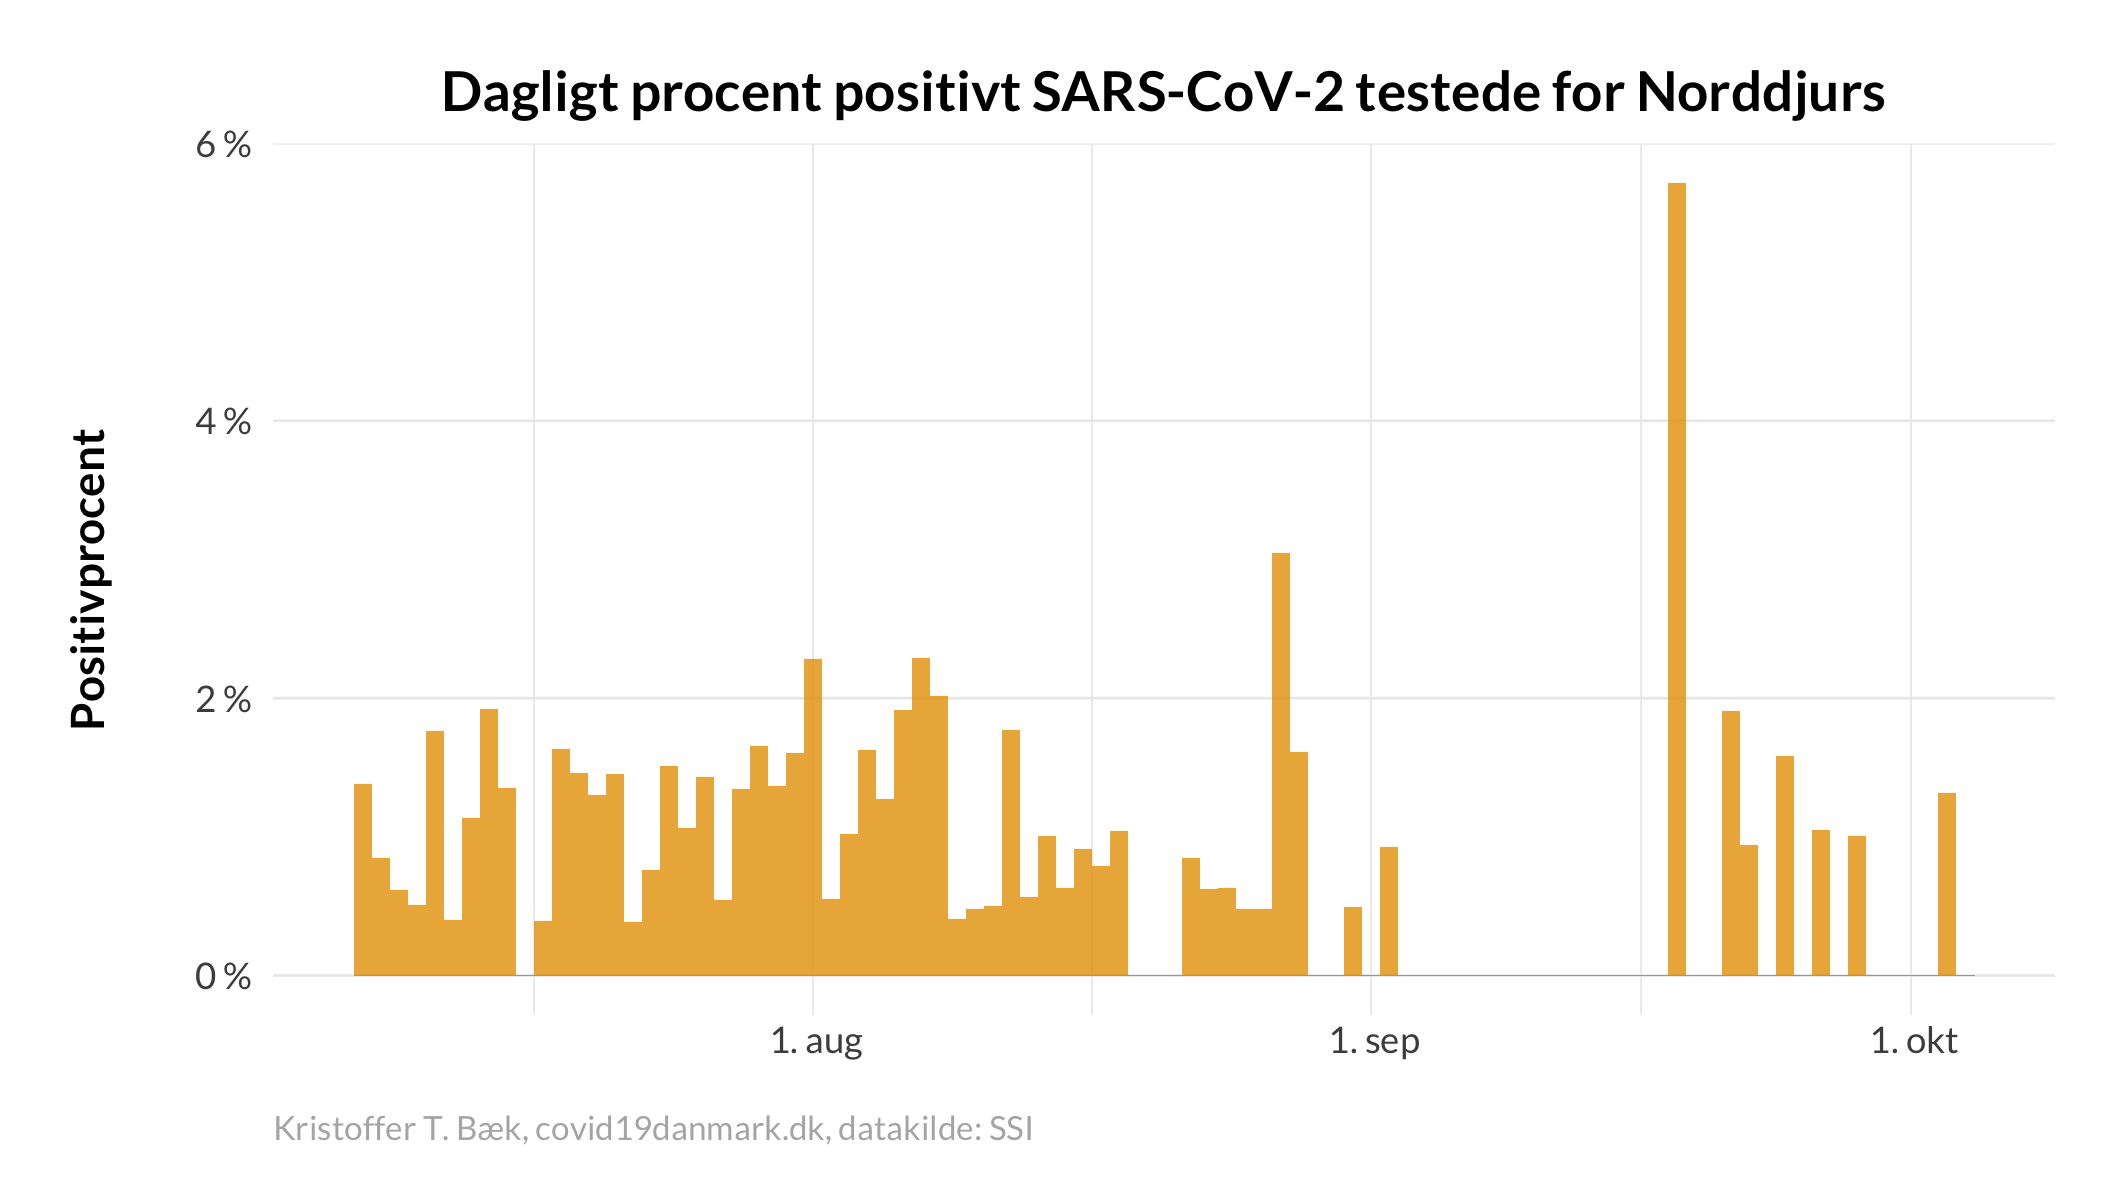 Dagligt procent positivt SARS-CoV-2 testede for Norddjurs
Positivprocent
6 %
4 %
2 %
0 %
1. aug
1. sep
1. okt
Kristoffer T. Bæk, covid19danmark.dk, datakilde: SSI